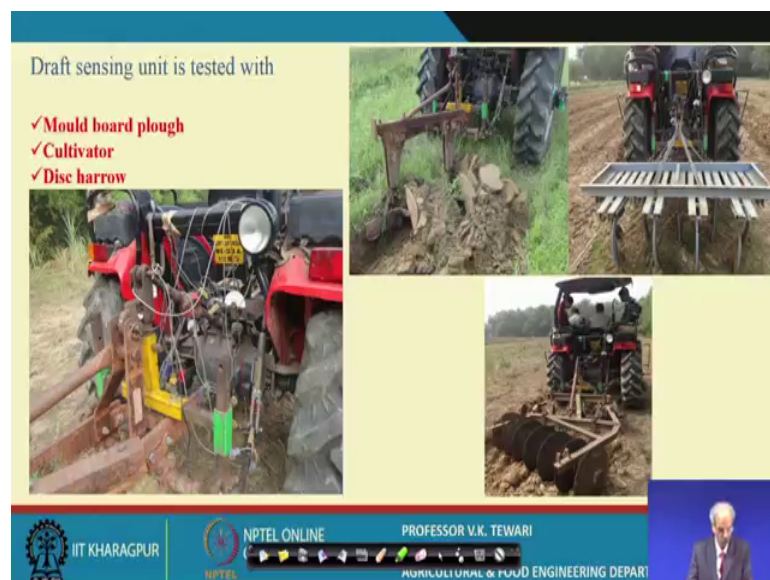 Draft sensing unit is tested with
✓Mould board plough
✓Cultivator
✓Disc harrow
IIT KHARAGPUR
NPTEL
NPTEL ONLINE
PROFESSOR V.K. TEWARI
AGRICULTURAL & FOOD ENGINEERING